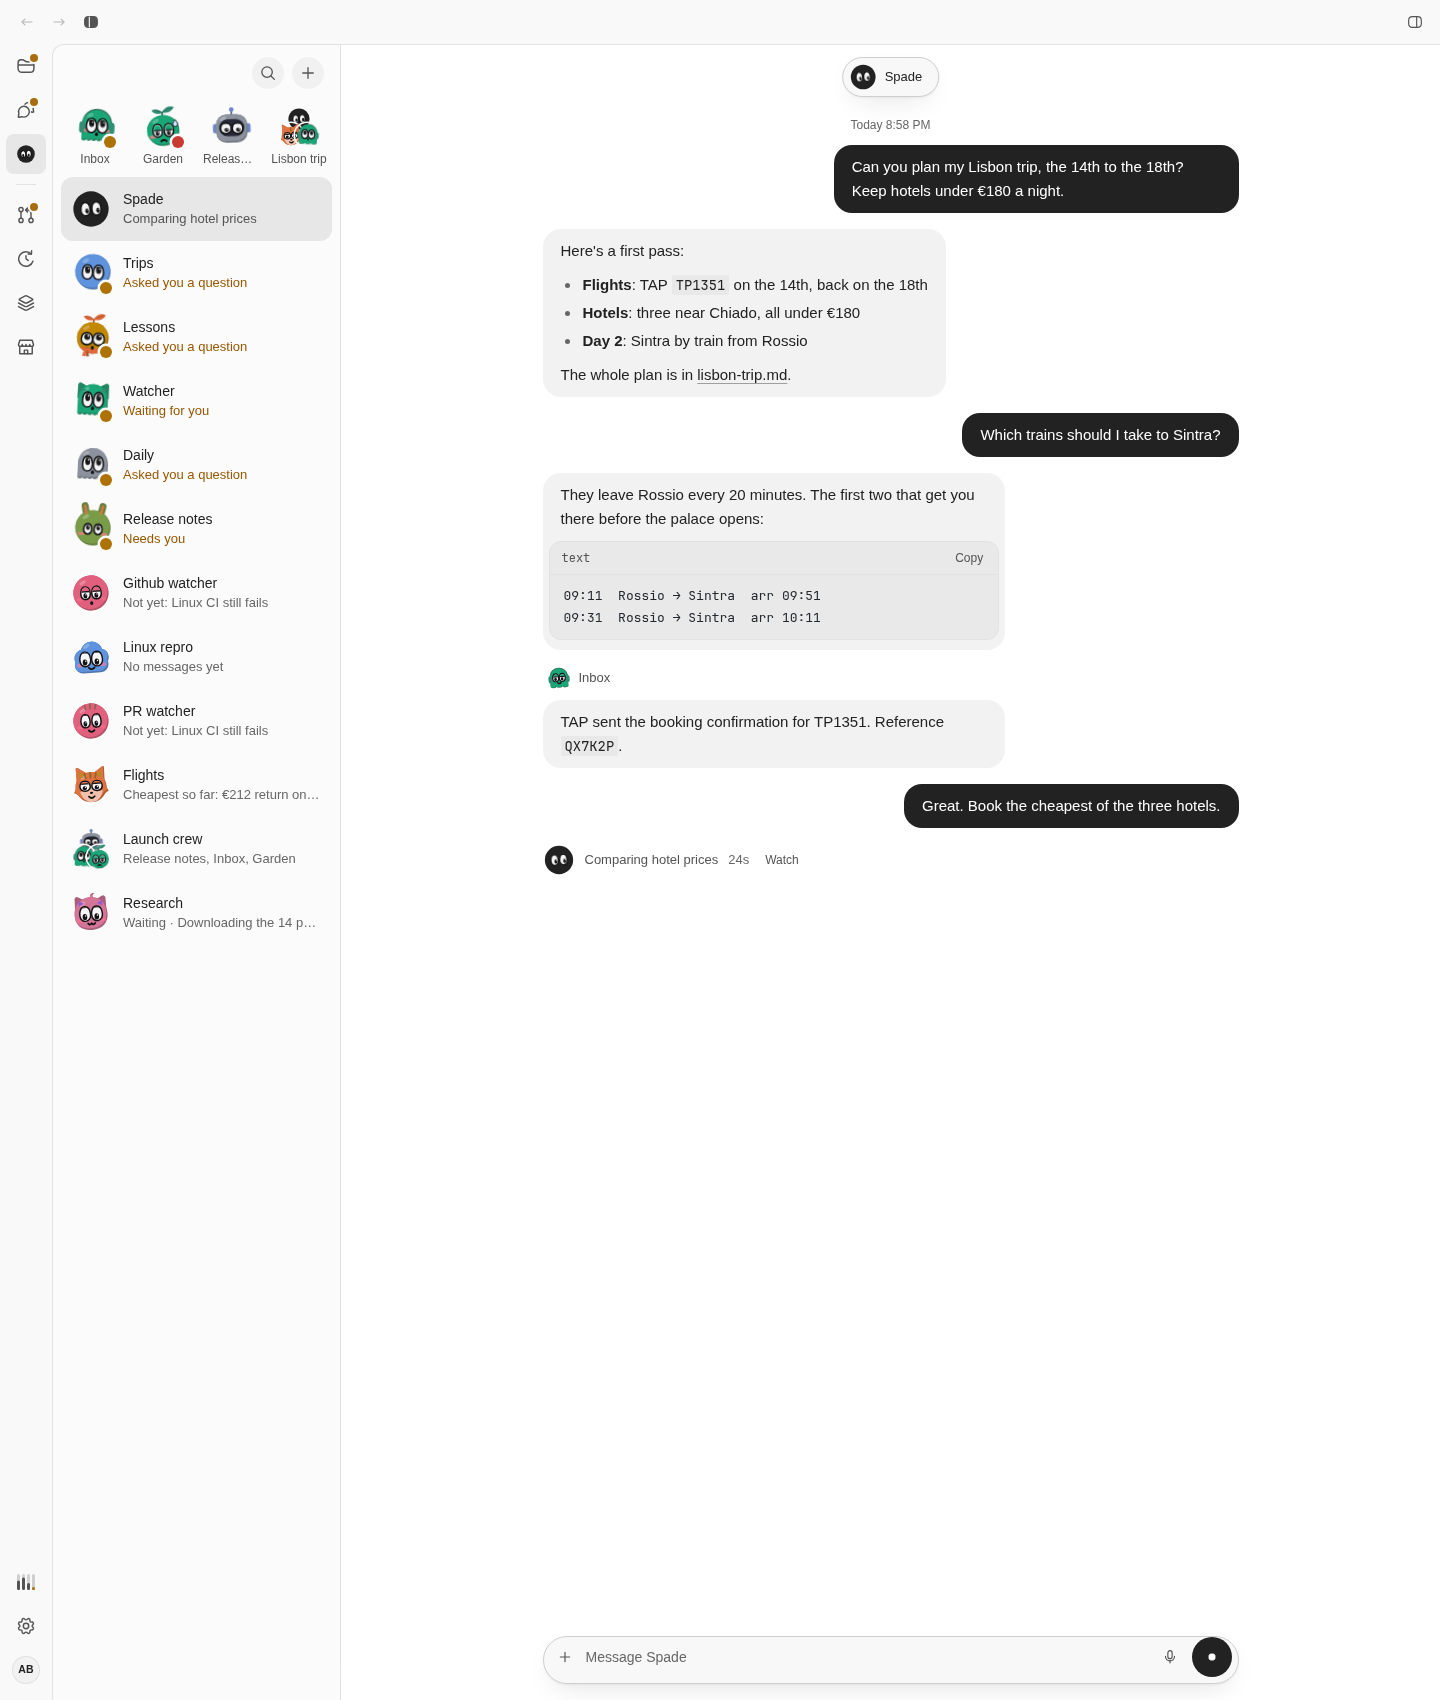 Inbox
Garden
Releas…
Lisbon trip
Spade
Comparing hotel prices
Trips
Asked you a question
Lessons
Asked you a question
Watcher
Waiting for you
Daily
Asked you a question
Release notes
Needs you
Github watcher
Not yet: Linux CI still fails
Linux repro
No messages yet
PR watcher
Not yet: Linux CI still fails
Flights
Cheapest so far: €212 return on…
Launch crew
Release notes, Inbox, Garden
Research
Waiting · Downloading the 14 p…
AB
Spade
Today 8:58 PM
Can you plan my Lisbon trip, the 14th to the 18th?
Keep hotels under €180 a night.
Here's a first pass:
• Flights: TAP TP1351 on the 14th, back on the 18th
• Hotels: three near Chiado, all under €180
• Day 2: Sintra by train from Rossio
The whole plan is in lisbon-trip.md.
Which trains should I take to Sintra?
They leave Rossio every 20 minutes. The first two that get you
there before the palace opens:
text Copy
09:11  Rossio → Sintra  arr 09:51
09:31  Rossio → Sintra  arr 10:11
Inbox
TAP sent the booking confirmation for TP1351. Reference
QX7K2P.
Great. Book the cheapest of the three hotels.
Comparing hotel prices 24s Watch
Message Spade